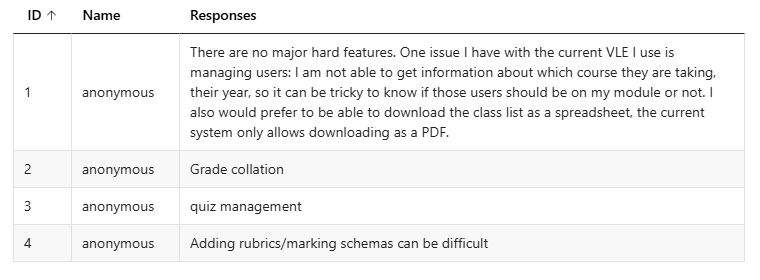 ID ↑ Name Responses
There are no major hard features. One issue I have with the current VLE I use is
managing users: I am not able to get information about which course they are taking,
1 anonymous their year, so it can be tricky to know if those users should be on my module or not. I
also would prefer to be able to download the class list as a spreadsheet, the current
system only allows downloading as a PDF.
2 anonymous Grade collation
3 anonymous quiz management
4 anonymous Adding rubrics/marking schemas can be difficult